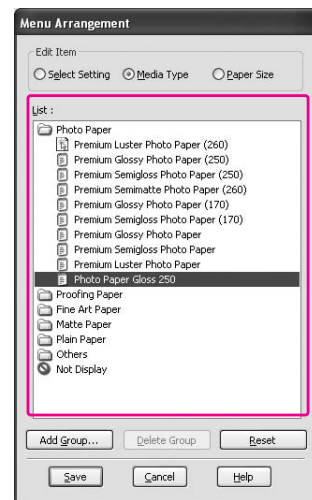 Menu Arrangement
Edit Item
Select Setting Media Type Paper Size
List :
Photo Paper
Premium Luster Photo Paper (260)
Premium Glossy Photo Paper (250)
Premium Semigloss Photo Paper (250)
Premium Semimatte Photo Paper (260)
Premium Glossy Photo Paper (170)
Premium Semigloss Photo Paper (170)
Premium Glossy Photo Paper
Premium Semigloss Photo Paper
Premium Luster Photo Paper
Photo Paper Gloss 250
Proofing Paper
Fine Art Paper
Matte Paper
Plain Paper
Others
Not Display
Add Group... Delete Group Reset
Save Cancel Help